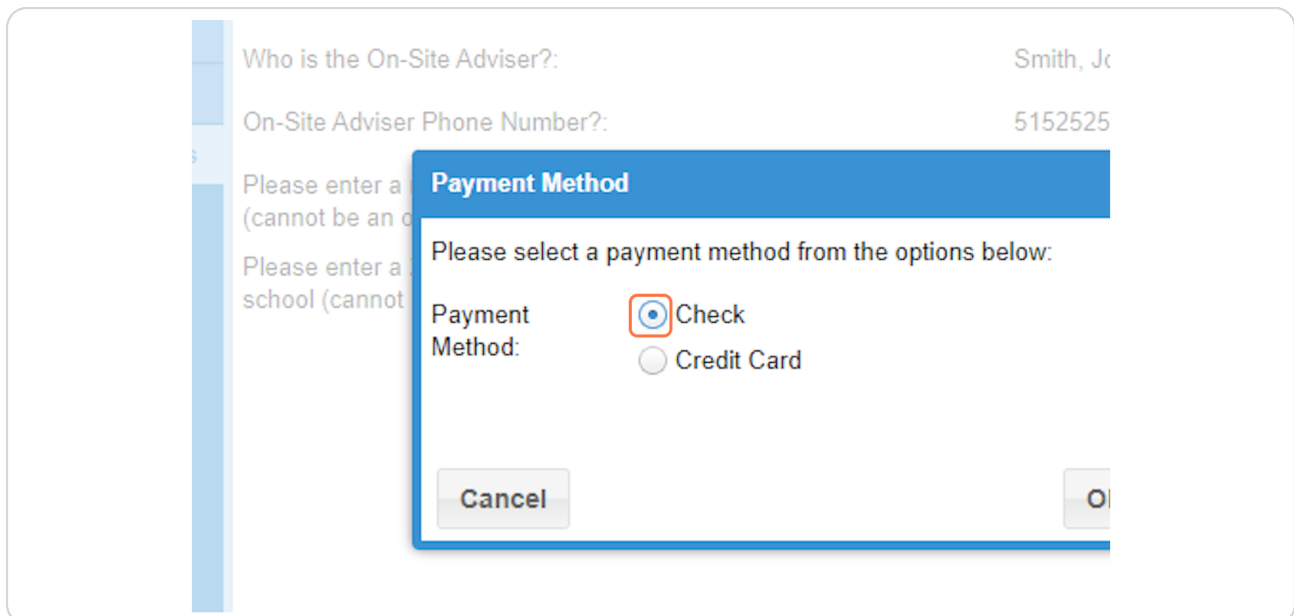 Who is the On-Site Adviser?:
Smith,
On-Site Adviser Phone Number?:
5152525
s
Please enter a
(cannot be an
Please enter a
school (cannot
Payment Method
Please select a payment method from the options below:
Payment
Method:
Check
Credit Card
Cancel